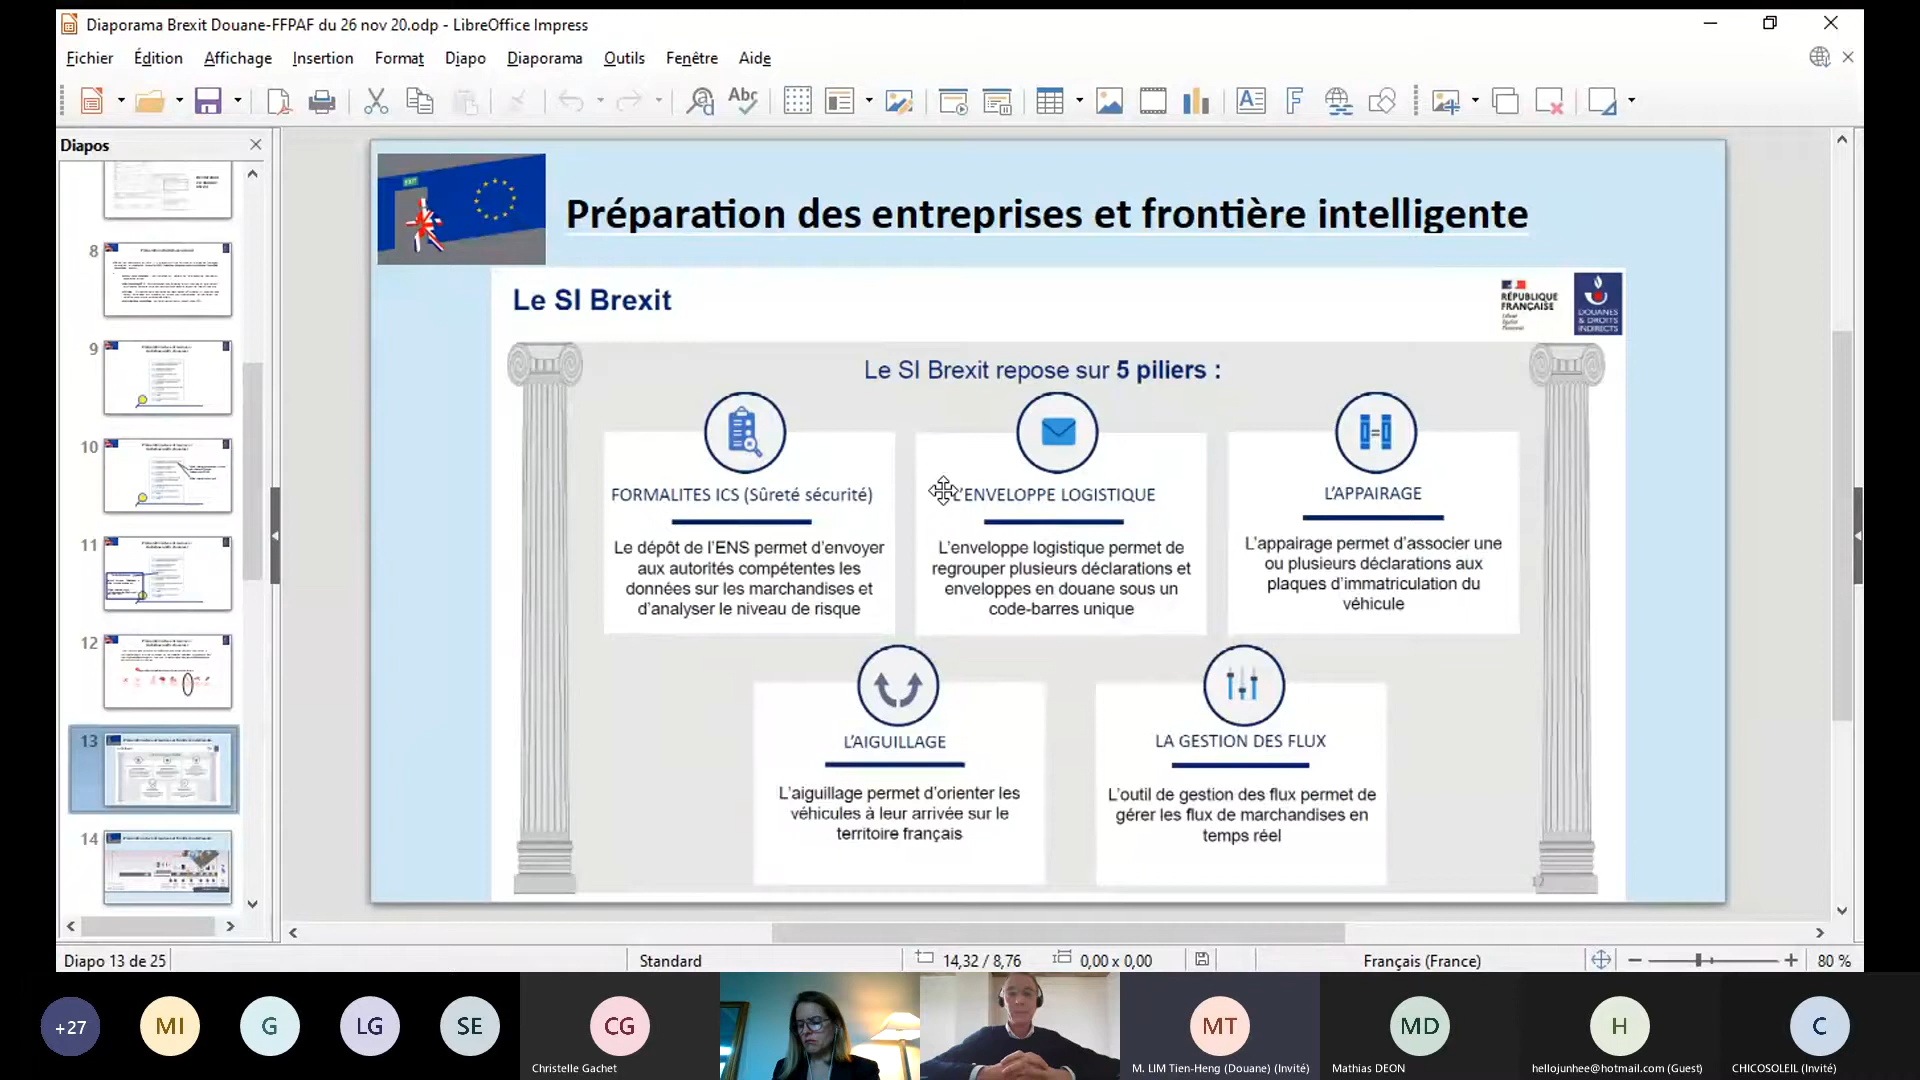 Diaporama Brexit Douane-FFPAF du 26 nov 20.odp - LibreOffice Impress
Fichier Édition Affichage Insertion Format Diapo Diaporama Outils Fenêtre Aide
Abc
Diapos
8
9
10
11
12
13
14
EXIT
Préparation des entreprises et frontière intelligente
Le SI Brexit
RÉPUBLIQUE
FRANÇAISE
Liberté
Égalité
Fraternité
DOUANES
& DROITS
INDIRECTS
Le SI Brexit repose sur 5 piliers :
FORMALITES ICS (Sûreté sécurité)
Le dépôt de l'ENS permet d'envoyer
aux autorités compétentes les
données sur les marchandises et
d'analyser le niveau de risque
L'ENVELOPPE LOGISTIQUE
L'enveloppe logistique permet de
regrouper plusieurs déclarations et
enveloppes en douane sous un
code-barres unique
L'APPAIRAGE
L'appairage permet d'associer une
ou plusieurs déclarations aux
plaques d'immatriculation du
véhicule
L'AIGUILLAGE
L'aiguillage permet d'orienter les
véhicules à leur arrivée sur le
territoire français
LA GESTION DES FLUX
L'outil de gestion des flux permet de
gérer les flux de marchandises en
temps réel
Diapo 13 de 25
Standard
14,32 / 8,76
0,00 x 0,00
Français (France)
80 %
+27
MI
G
LG
SE
CG
Christelle Gachet
MT
M. LIM Tien-Heng (Douane) (Invité)
MD
Mathias DEON
H
hellojunhee@hotmail.com (Guest)
C
CHICOSOLEIL (Invité)